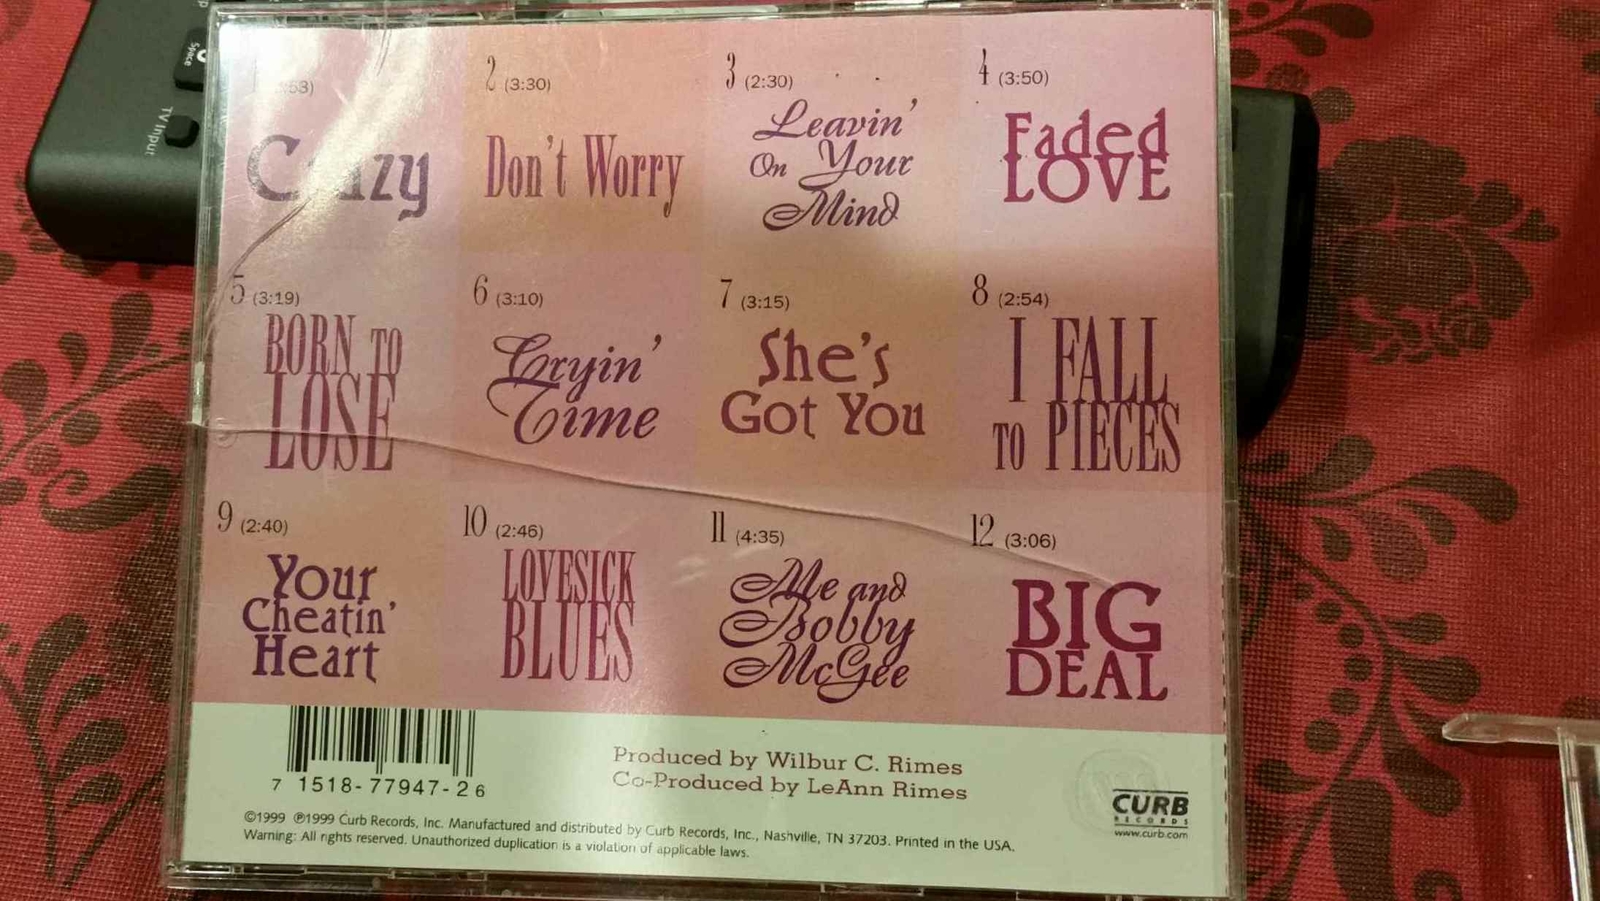 Space
TV Input
1 :53)
Crazy
2 (3:30)
Don't Worry
3 (2:30)
Leavin'
On Your
Mind
4 (3:50)
Faded
LOVE
5 (3:19)
BORN TO
LOSE
6 (3:10)
Cryin'
Time
7 (3:15)
She's
Got You
8 (2:54)
I FALL
TO PIECES
9 (2:40)
Your
Cheatin'
Heart
10 (2:46)
LOVESICK
BLUES
11 (4:35)
Me and
Bobby
McGee
12 (3:06)
BIG
DEAL
7 1518-77947-2 6
Produced by Wilbur C. Rimes
Co-Produced by LeAnn Rimes
©1999 ℗1999 Curb Records, Inc. Manufactured and distributed by Curb Records, Inc., Nashville, TN 37203. Printed in the USA.
Warning: All rights reserved. Unauthorized duplication is a violation of applicable laws.
CURB
RECORDS
www.curb.com